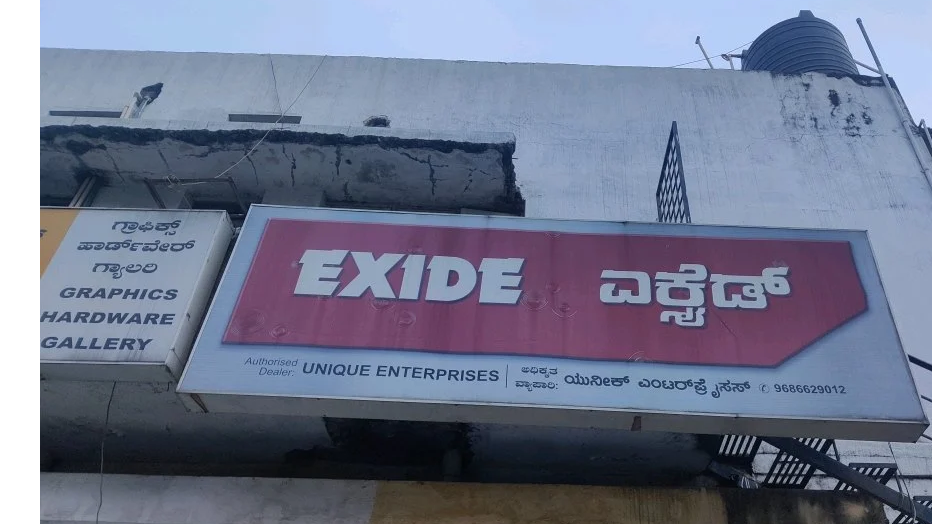 ಗ್ರಾಫಿಕ್ಸ್
ಹಾರ್ಡ್‌ವೇರ್
ಗ್ಯಾಲರಿ
GRAPHICS
HARDWARE
GALLERY
EXIDE ಎಕ್ಸೈಡ್
Authorised
Dealer: UNIQUE ENTERPRISES
ಅಧಿಕೃತ
ವ್ಯಾಪಾರಿ: ಯುನೀಕ್ ಎಂಟರ್‌ಪ್ರೈಸಸ್ ✆ 9686629012